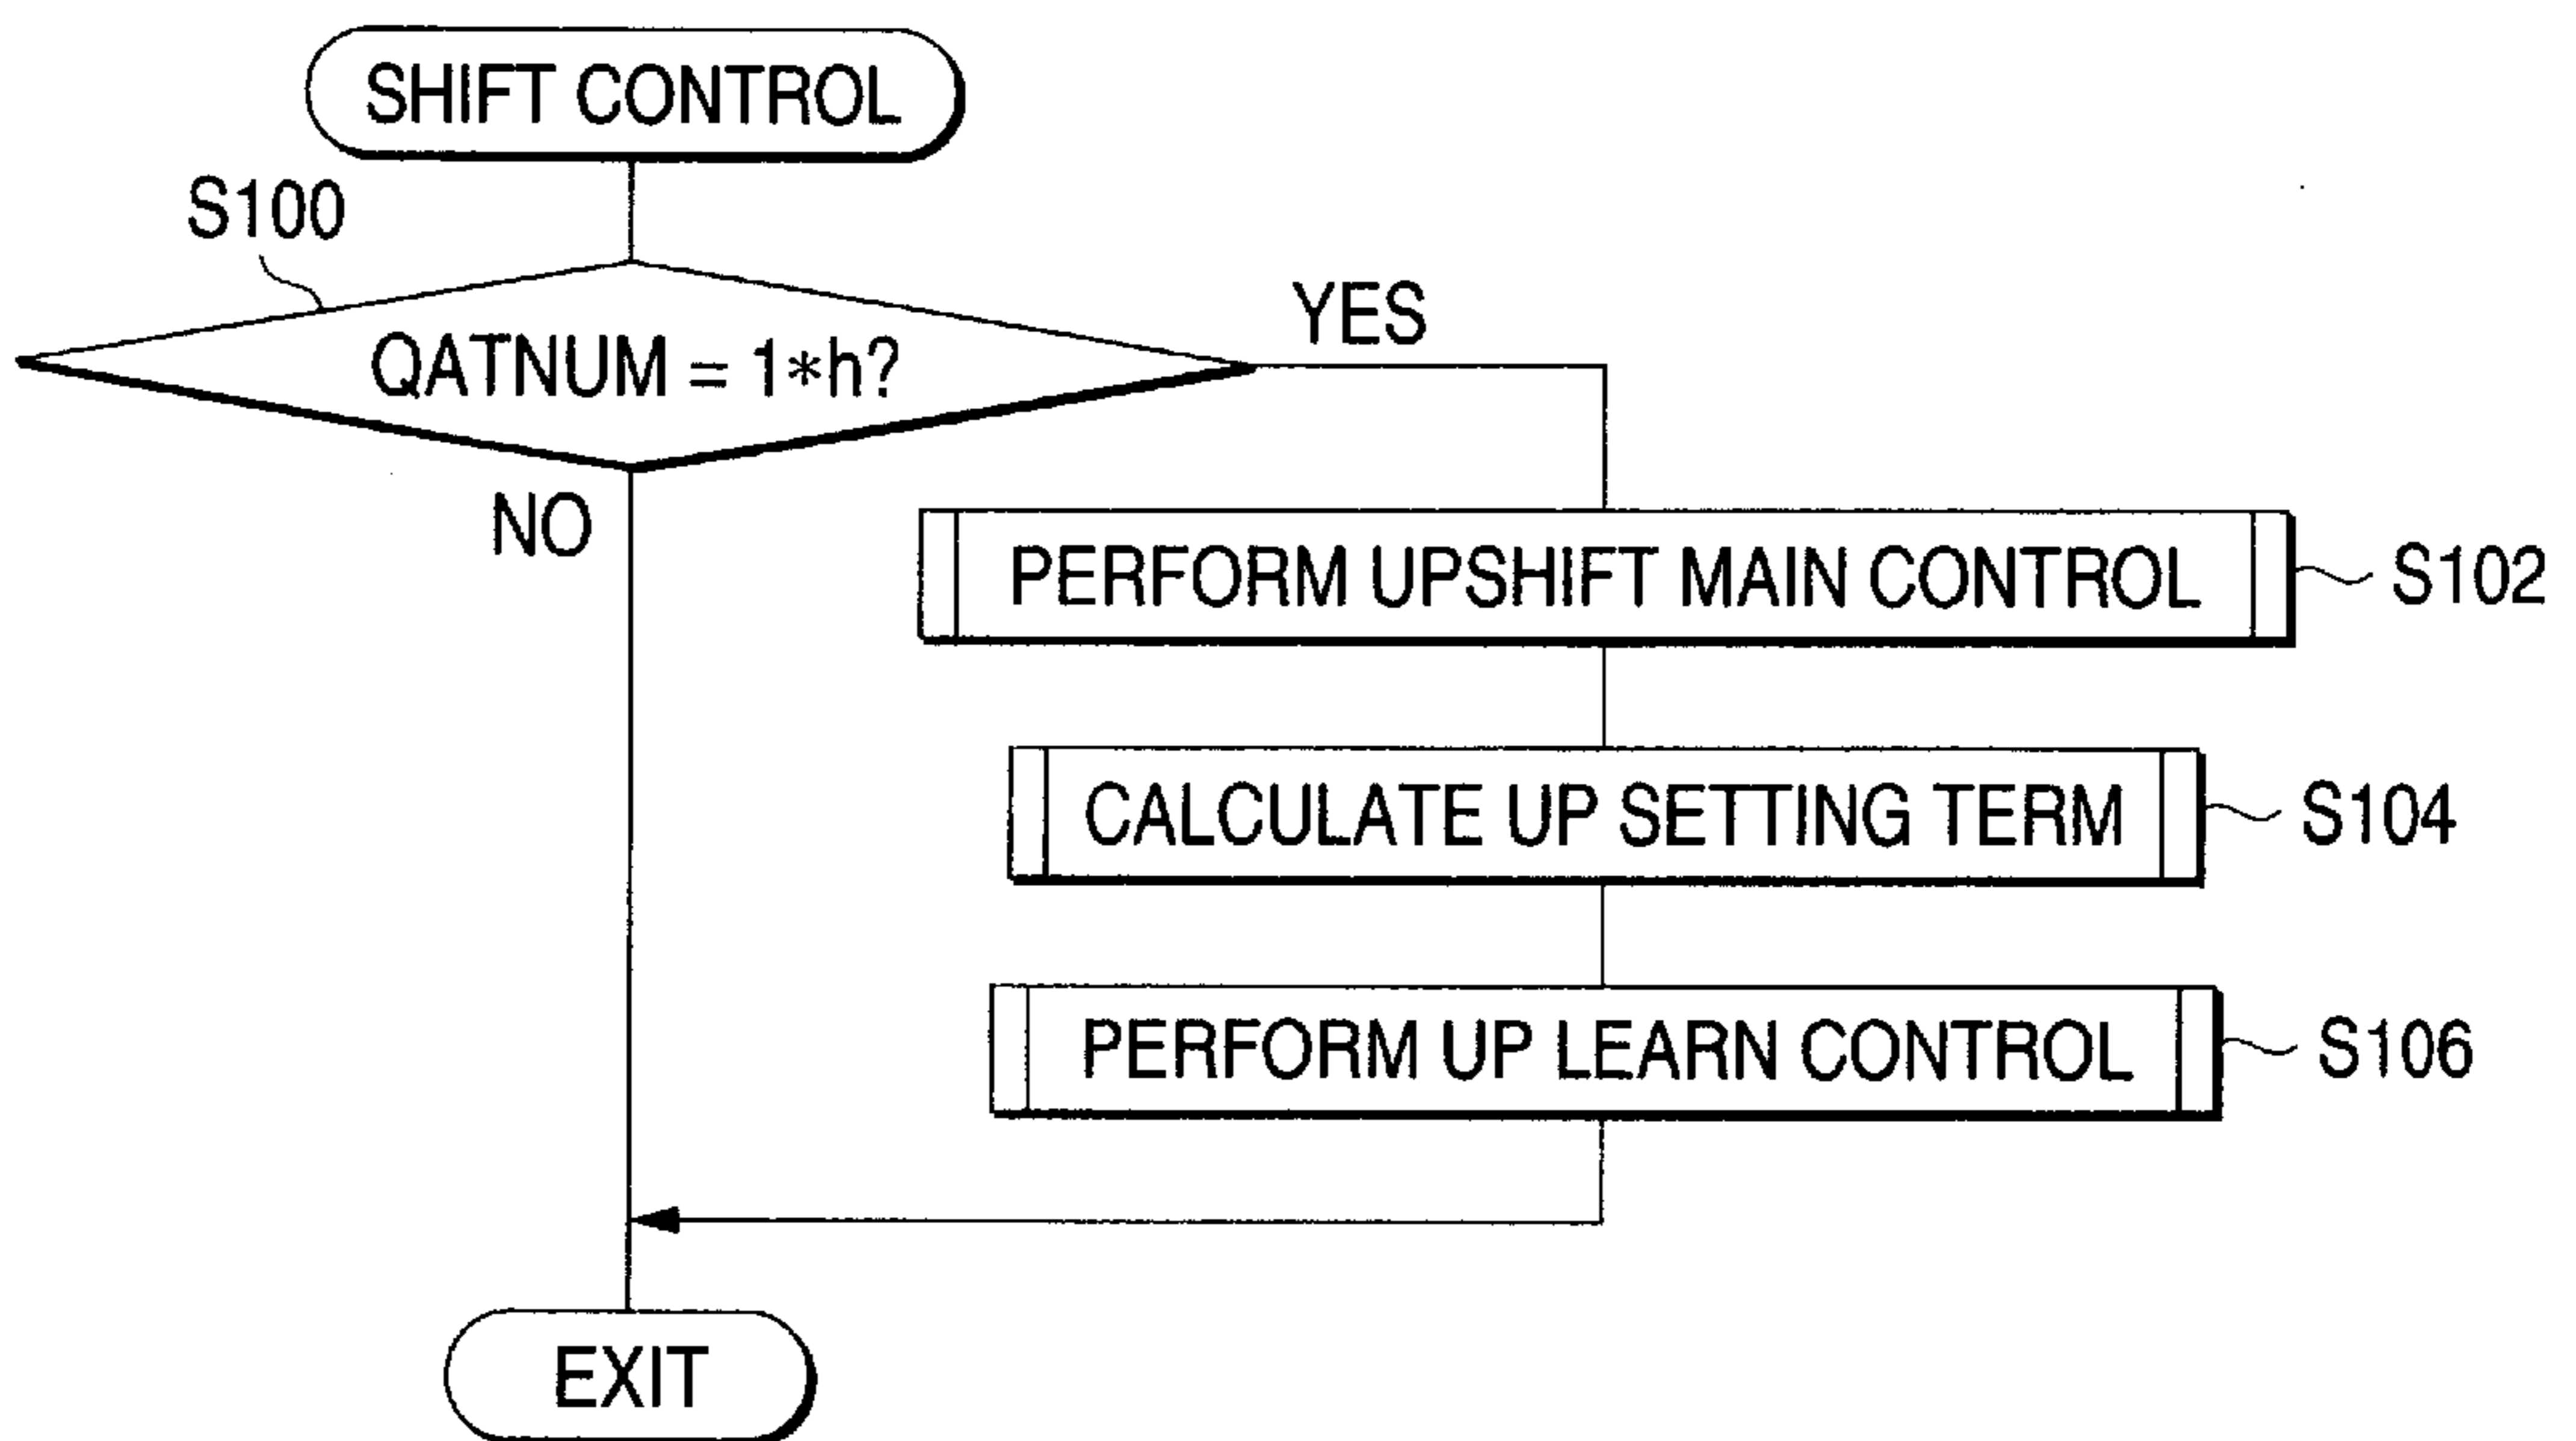 SHIFT CONTROL
S100
QATNUM = 1*h?
YES
NO
PERFORM UPSHIFT MAIN CONTROL
S102
CALCULATE UP SETTING TERM
S104
PERFORM UP LEARN CONTROL
S106
EXIT